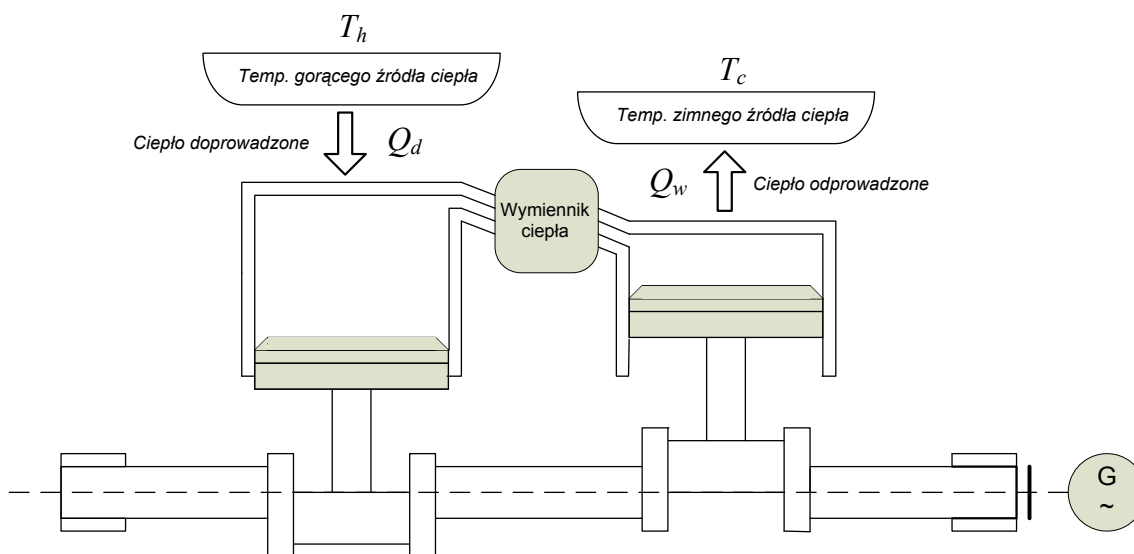 T_h
Temp. gorącego źródła ciepła
T_c
Temp. zimnego źródła ciepła
Ciepło doprowadzone
Q_d
Q_w
Ciepło odprowadzone
Wymiennik
ciepła
G
~